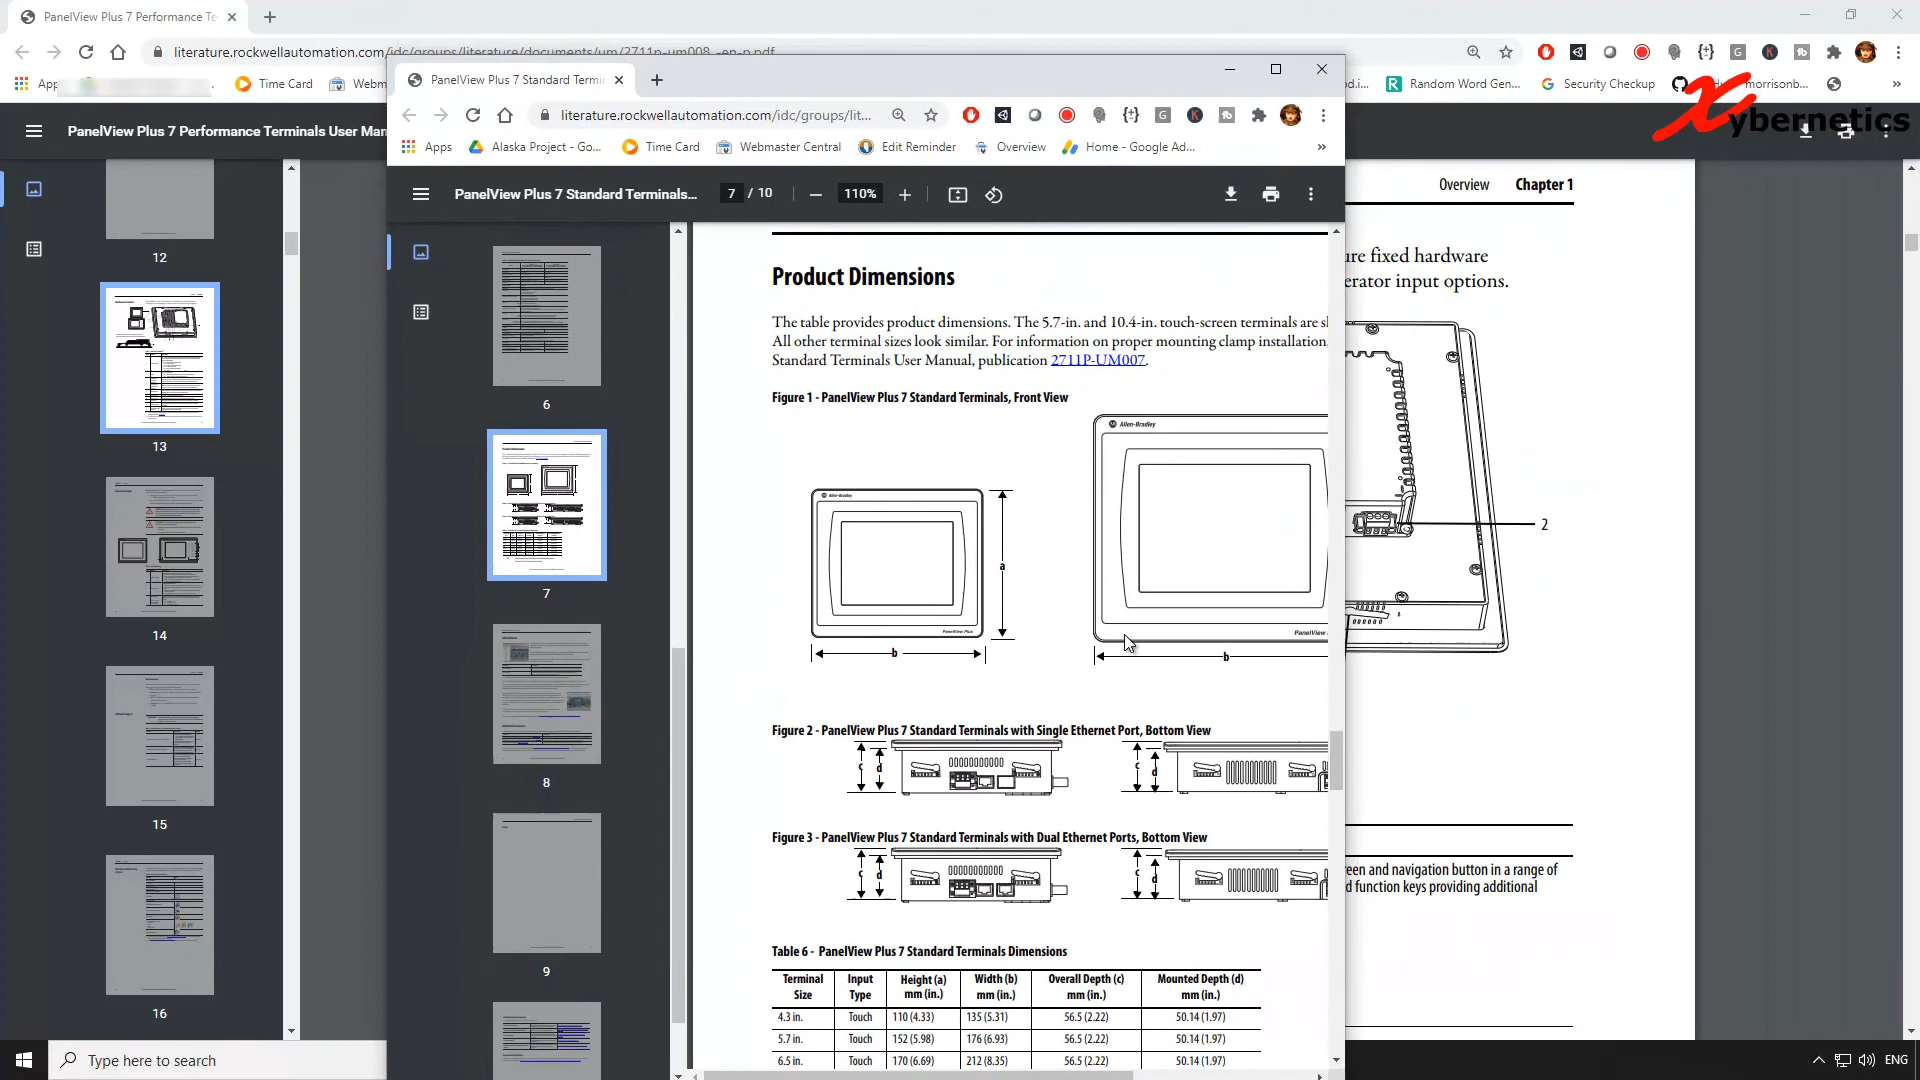 PanelView Plus 7 Performance Te
literature.rockwellautomation.com/idc/groups/literature/documents/um/2711p-um008_-en-p.pdf
Time Card
Random Word Gen...
Security Checkup
Xybernetics
PanelView Plus 7 Performance Terminals User Man
12
13
14
15
16
PanelView Plus 7 Standard Termi
literature.rockwellautomation.com/idc/groups/lit...
Apps
Alaska Project - Go...
Time Card
Webmaster Central
Edit Reminder
Overview
Home - Google Ad...
PanelView Plus 7 Standard Terminals...
7 / 10
110%
6
7
8
9
Product Dimensions
The table provides product dimensions. The 5.7-in. and 10.4-in. touch-screen terminals are s
All other terminal sizes look similar. For information on proper mounting clamp installation,
Standard Terminals User Manual, publication 2711P-UM007.
Figure 1 - PanelView Plus 7 Standard Terminals, Front View
Allen-Bradley
Allen-Bradley
PanelView Plus
PanelView
a
b
b
Figure 2 - PanelView Plus 7 Standard Terminals with Single Ethernet Port, Bottom View
c d c d
Figure 3 - PanelView Plus 7 Standard Terminals with Dual Ethernet Ports, Bottom View
c d c d
Table 6 - PanelView Plus 7 Standard Terminals Dimensions
Terminal Size Input Type Height (a) mm (in.) Width (b) mm (in.) Overall Depth (c) mm (in.) Mounted Depth (d) mm (in.)
4.3 in. Touch 110 (4.33) 135 (5.31) 56.5 (2.22) 50.14 (1.97)
5.7 in. Touch 152 (5.98) 176 (6.93) 56.5 (2.22) 50.14 (1.97)
6.5 in. Touch 170 (6.69) 212 (8.35) 56.5 (2.22) 50.14 (1.97)
Overview Chapter 1
ure fixed hardware
erator input options.
2
een and navigation button in a range of
d function keys providing additional
Type here to search
ENG